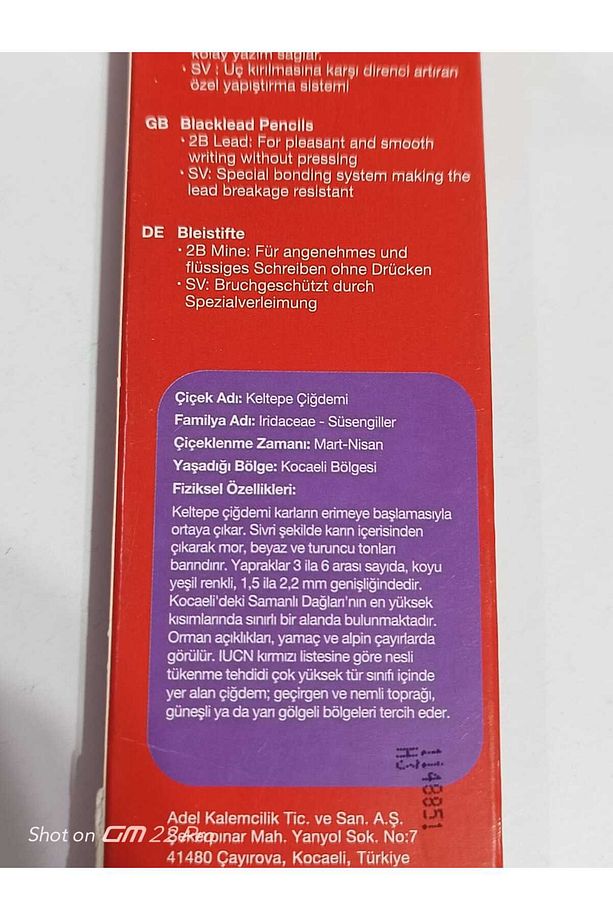 kolay yazım sağlar.
• SV : Uç kırılmasına karşı direnci artıran
özel yapıştırma sistemi
GB Blacklead Pencils
• 2B Lead: For pleasant and smooth
writing without pressing
• SV: Special bonding system making the
lead breakage resistant
DE Bleistifte
• 2B Mine: Für angenehmes und
flüssiges Schreiben ohne Drücken
• SV: Bruchgeschützt durch
Spezialverleimung
Çiçek Adı: Keltepe Çiğdemi
Familya Adı: Iridaceae - Süsengiller
Çiçeklenme Zamanı: Mart-Nisan
Yaşadığı Bölge: Kocaeli Bölgesi
Fiziksel Özellikleri:
Keltepe çiğdemi karların erimeye başlamasıyla
ortaya çıkar. Sivri şekilde karın içerisinden
çıkarak mor, beyaz ve turuncu tonları
barındırır. Yapraklar 3 ila 6 arası sayıda, koyu
yeşil renkli, 1,5 ila 2,2 mm genişliğindedir.
Kocaeli'deki Samanlı Dağları'nın en yüksek
kısımlarında sınırlı bir alanda bulunmaktadır.
Orman açıklıkları, yamaç ve alpin çayırlarda
görülür. IUCN kırmızı listesine göre nesli
tükenme tehdidi çok yüksek tür sınıfı içinde
yer alan çiğdem; geçirgen ve nemli toprağı,
güneşli ya da yarı gölgeli bölgeleri tercih eder.
Adel Kalemcilik Tic. ve San. A.Ş.
Şekerpınar Mah. Yanyol Sok. No:7
41480 Çayırova, Kocaeli, Türkiye
Shot on GM 22 Pro